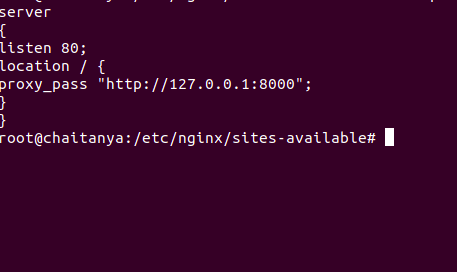 server
{
listen 80;
location / {
proxy_pass "http://127.0.0.1:8000";
}
}
root@chaitanya:/etc/nginx/sites-available#